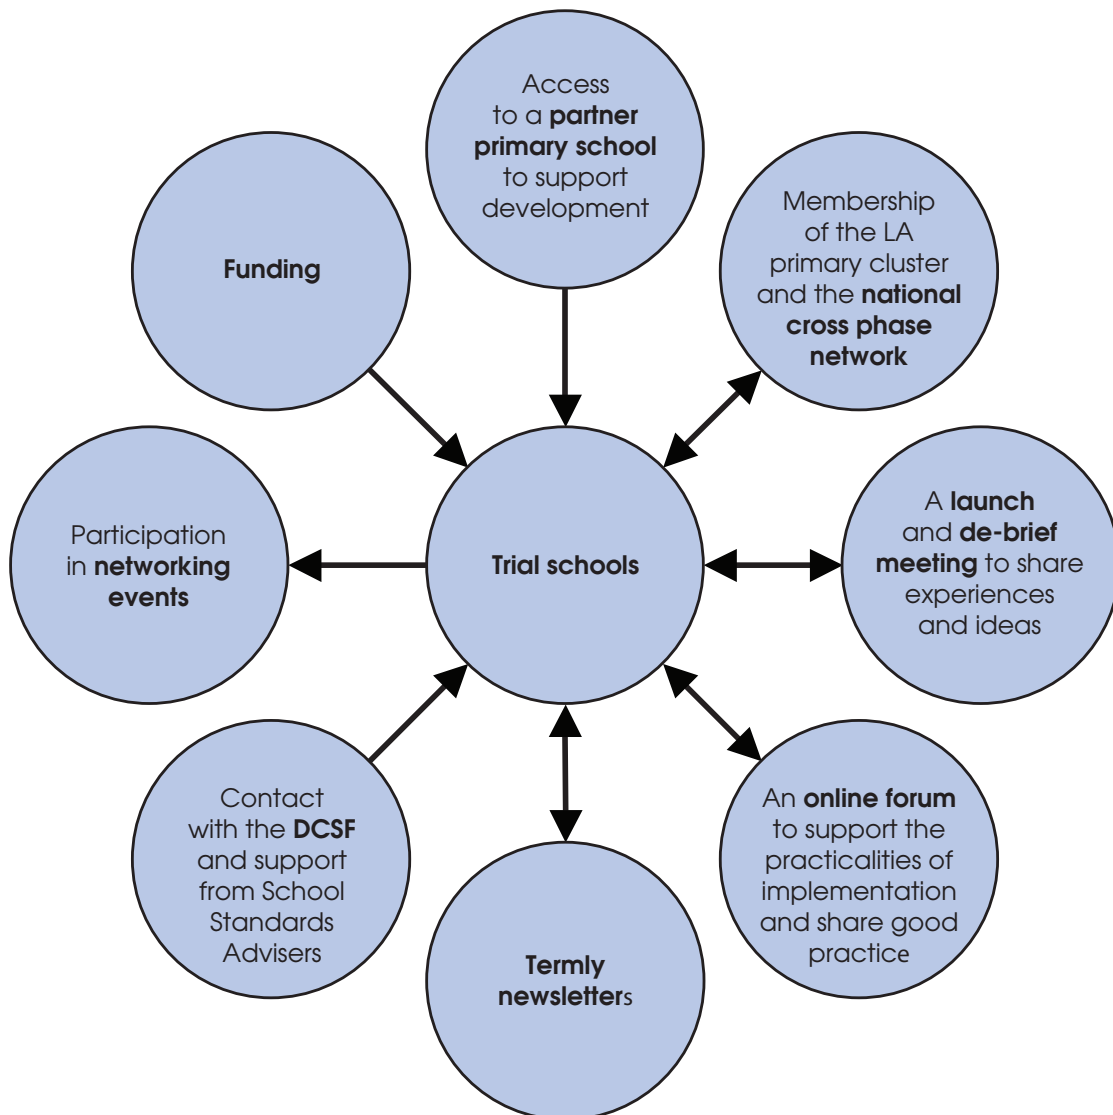 Access
to a partner
primary school
to support
development
Membership
of the LA
primary cluster
and the national
cross phase
network
Funding
A launch
and de-brief
meeting to share
experiences
and ideas
Trial schools
Participation
in networking
events
An online forum
to support the
practicalities of
implementation
and share good
practice
Contact
with the DCSF
and support
from School
Standards
Advisers
Termly
newsletters